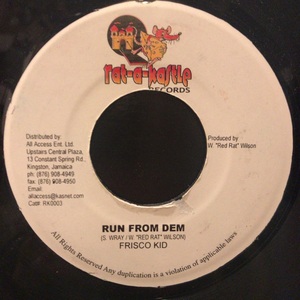 rat-a-kastle
RECORDS
Distributed by
All Access Ent. Ltd.
Upstairs Central Plaza,
13 Constant Spring Rd.
Kingston, Jamaica
ph: (876) 908-4949
fax: (876) 908-4950
Email:
allaccess@kasnet.com
Cat#: RK0003
Produced by
W. "Red Rat" Wilson
RUN FROM DEM
(S. WRAY / W. "RED RAT" WILSON)
FRISCO KID
All rights reserved. Any duplication is a violation of applicable laws